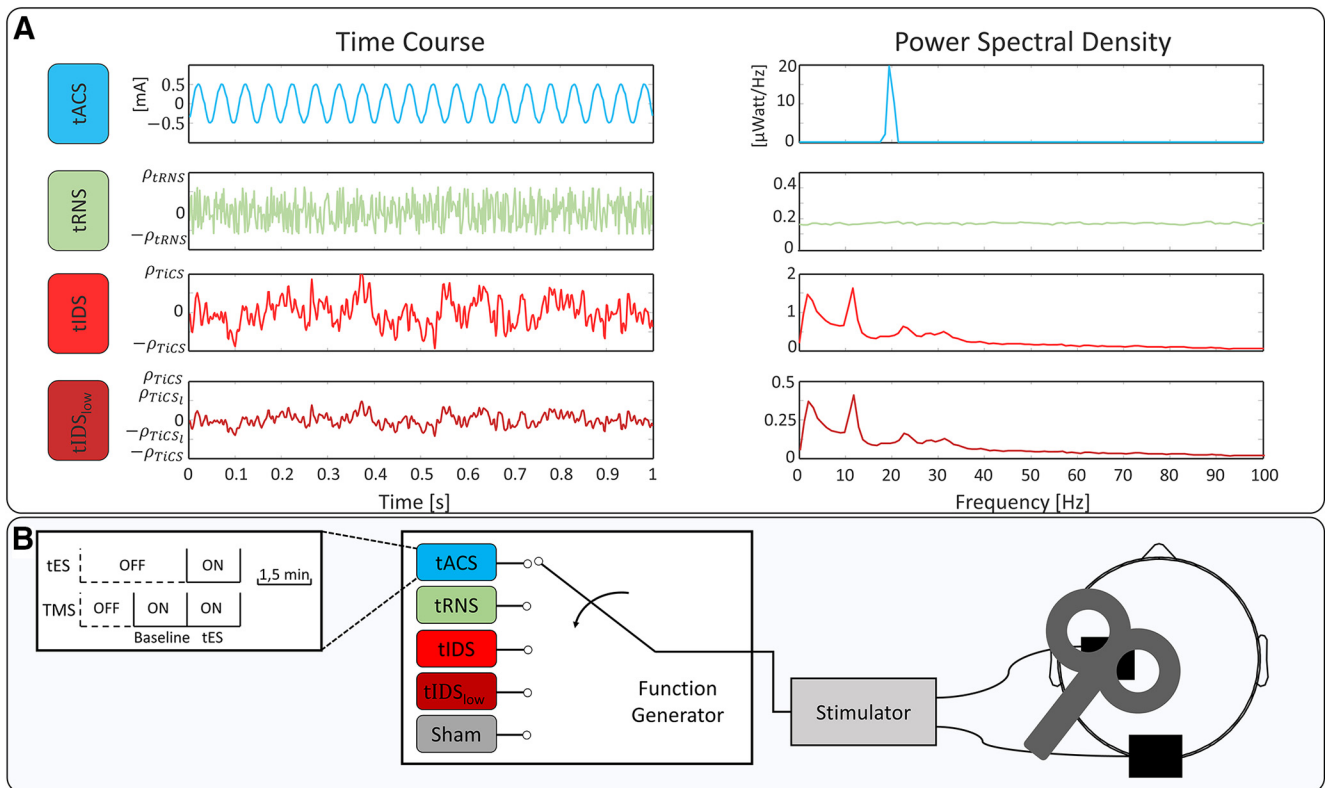 A
Time Course
Power Spectral Density
tACS
[mA]
0.5
0
−0.5
[µWatt/Hz]
20
10
0
tRNS
ρtRNS
0
−ρtRNS
0.4
0.2
0
tIDS
ρTiCS
0
−ρTiCS
2
1
0
tIDSlow
ρTiCS
ρTiCSl
0
−ρTiCSl
−ρTiCS
0.5
0.25
0
0 0.1 0.2 0.3 0.4 0.5 0.6 0.7 0.8 0.9 1
Time [s]
0 10 20 30 40 50 60 70 80 90 100
Frequency [Hz]
B
tES OFF ON
1,5 min
TMS OFF ON ON
Baseline tES
tACS
tRNS
tIDS
tIDSlow
Sham
Function
Generator
Stimulator